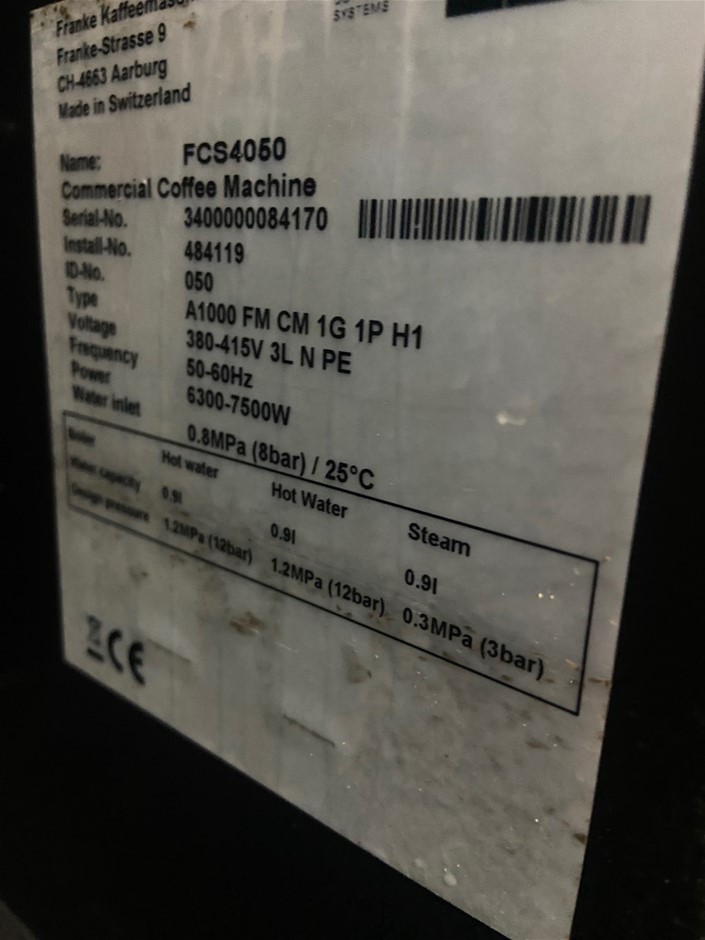 Franke Kaffeemasch
SYSTEMS
Franke-Strasse 9
CH-4663 Aarburg
Made in Switzerland
Name: FCS4050
Commercial Coffee Machine
Serial-No. 3400000084170
Install-No. 484119
ID-No. 050
Type A1000 FM CM 1G 1P H1
Voltage 380-415V 3L N PE
Frequency 50-60Hz
Power 6300-7500W
Water inlet 0.8MPa (8bar) / 25°C
Boiler Hot water Hot Water Steam
Water capacity 0.9l 0.9l 0.9l
Design pressure 1.2MPa (12bar) 1.2MPa (12bar) 0.3MPa (3bar)
CE